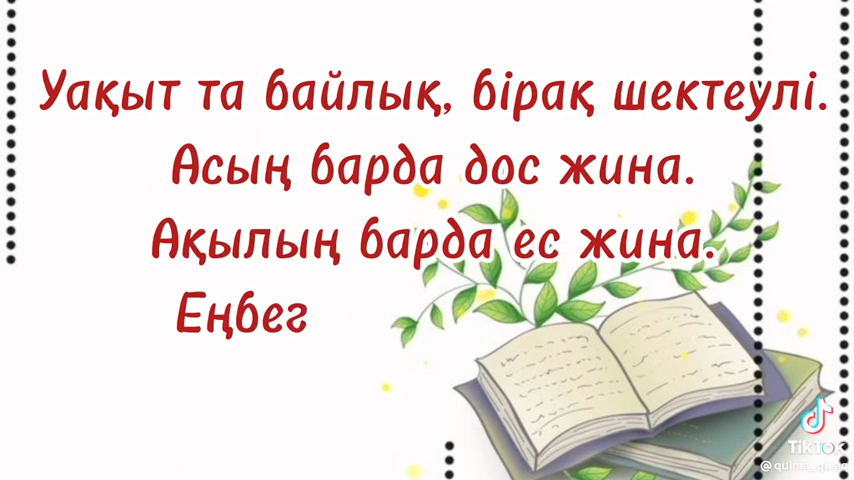 Уақыт та байлық, бірақ шектеулі.
Асың барда дос жина.
Ақылың барда ес жина.
Еңбег
TikTok